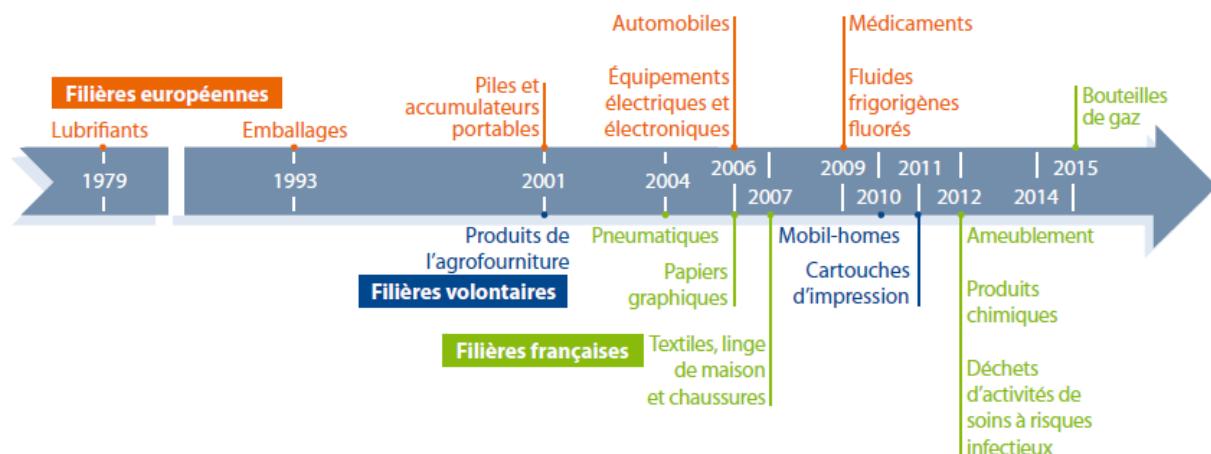 Automobiles
Médicaments
Filières européennes
Piles et
accumulateurs
portables
Équipements
électriques et
électroniques
Fluides
frigorigènes
fluorés
Bouteilles
de gaz
Lubrifiants
Emballages
1979
1993
2001
2004
2006
2007
2009
2010
2011
2012
2014
2015
Produits de
l'agrofourniture
Filières volontaires
Pneumatiques
Papiers
graphiques
Mobil-homes
Cartouches
d'impression
Ameublement
Produits
chimiques
Filières françaises
Textiles, linge
de maison
et chaussures
Déchets
d'activités de
soins à risques
infectieux